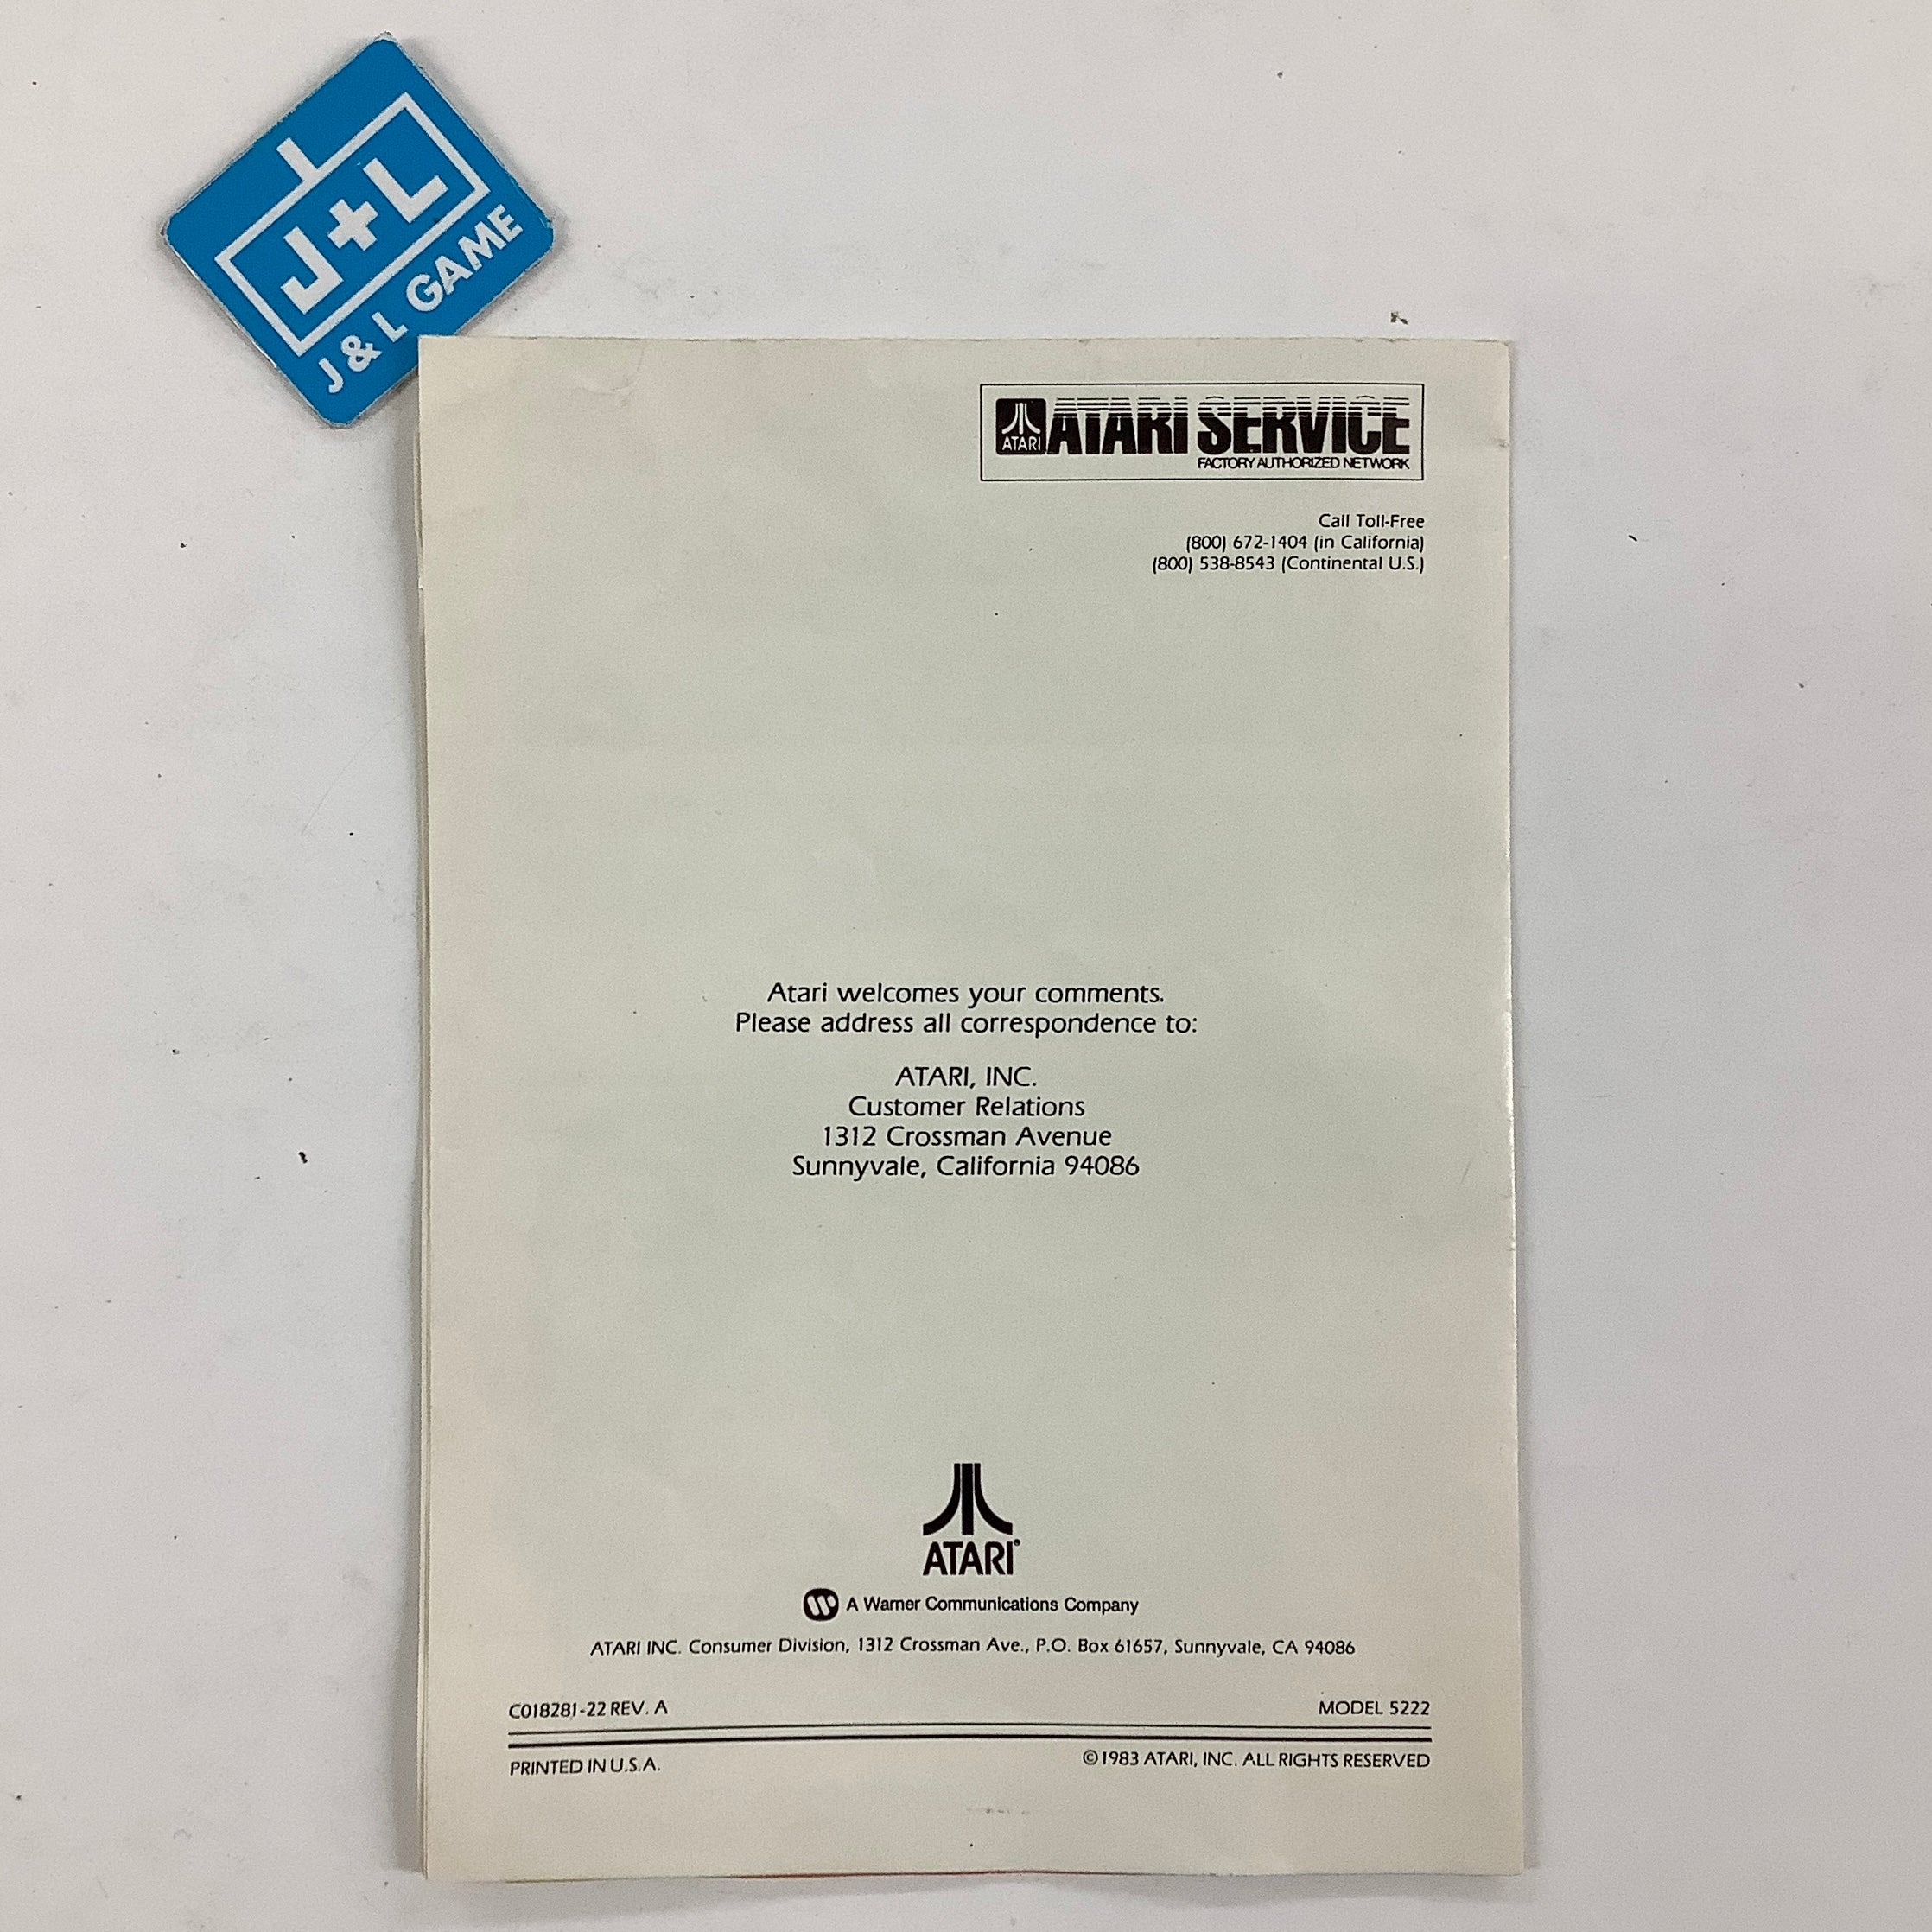 J+L
J & L GAME
ATARI ATARI SERVICE
FACTORY AUTHORIZED NETWORK
Call Toll-Free
(800) 672-1404 (in California)
(800) 538-8543 (Continental U.S.)
Atari welcomes your comments.
Please address all correspondence to:
ATARI, INC.
Customer Relations
1312 Crossman Avenue
Sunnyvale, California 94086
ATARI®
A Warner Communications Company
ATARI INC. Consumer Division, 1312 Crossman Ave., P.O. Box 61657, Sunnyvale, CA 94086
C018281-22 REV. A
MODEL 5222
PRINTED IN U.S.A.
©1983 ATARI, INC. ALL RIGHTS RESERVED